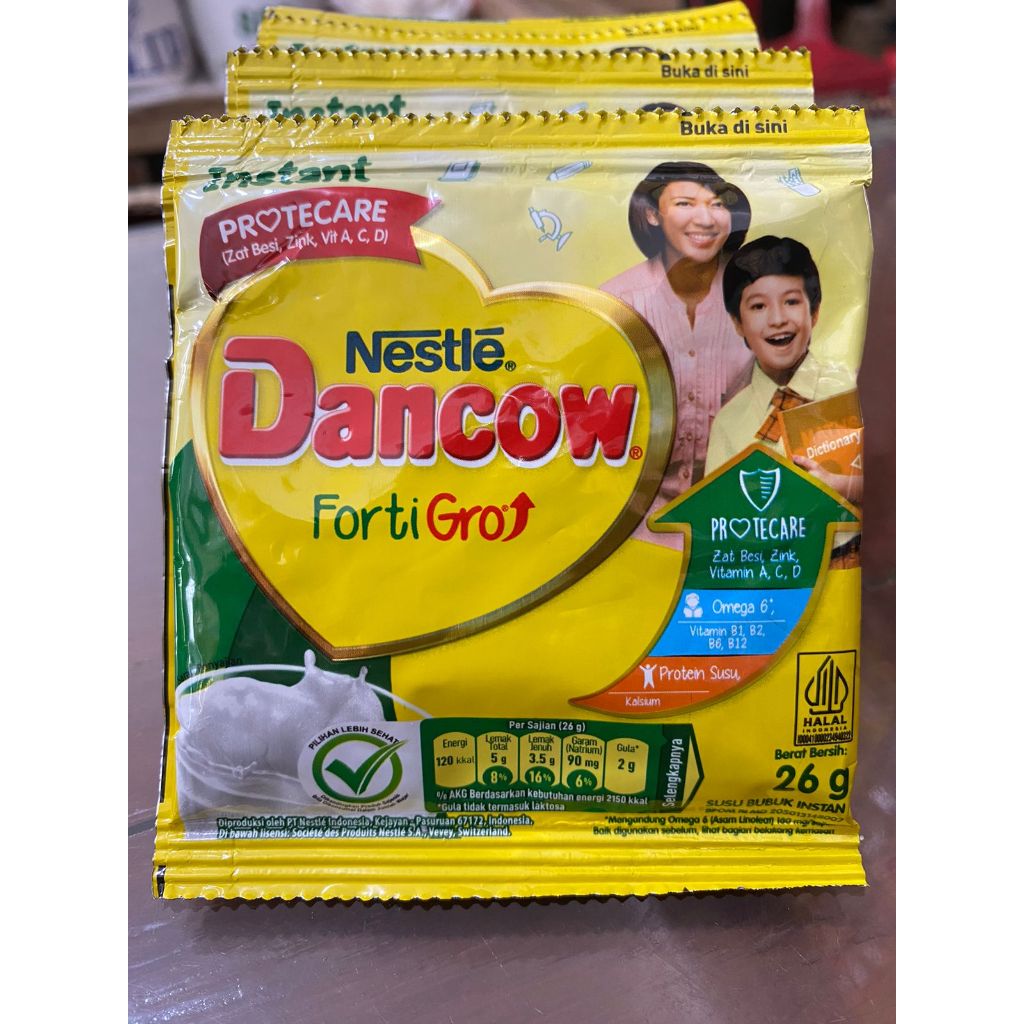 Buka di sini
Instant
Buka di sini
Instant
PROTECARE
(Zat Besi, Zink, Vit A, C, D)
Nestlé®
DANCOW®
FortiGro®
Dictionary
PROTECARE
Zat Besi, Zink,
Vitamin A, C, D
Omega 6*,
Vitamin B1, B2,
B6, B12
Protein Susu,
Kalsium
HALAL
INDONESIA
Berat Bersih:
26 g
SUSU BUBUK INSTAN
PILIHAN LEBIH SEHAT
Per Sajian (26 g)
Energi
120 kkal
Lemak Total
5 g
8%
Lemak Jenuh
3.5 g
16%
Garam (Natrium)
90 mg
6%
Gula*
2 g
Selengkapnya
% AKG Berdasarkan kebutuhan energi 2150 kkal
*Gula tidak termasuk laktosa
Diproduksi oleh PT Nestlé Indonesia, Kejayan - Pasuruan 67172, Indonesia.
Di bawah lisensi: Société des Produits Nestlé S.A., Vevey, Switzerland.
*Mengandung Omega 6 (Asam Linoleat) 160 mg
Baik digunakan sebelum, lihat bagian belakang kemasan